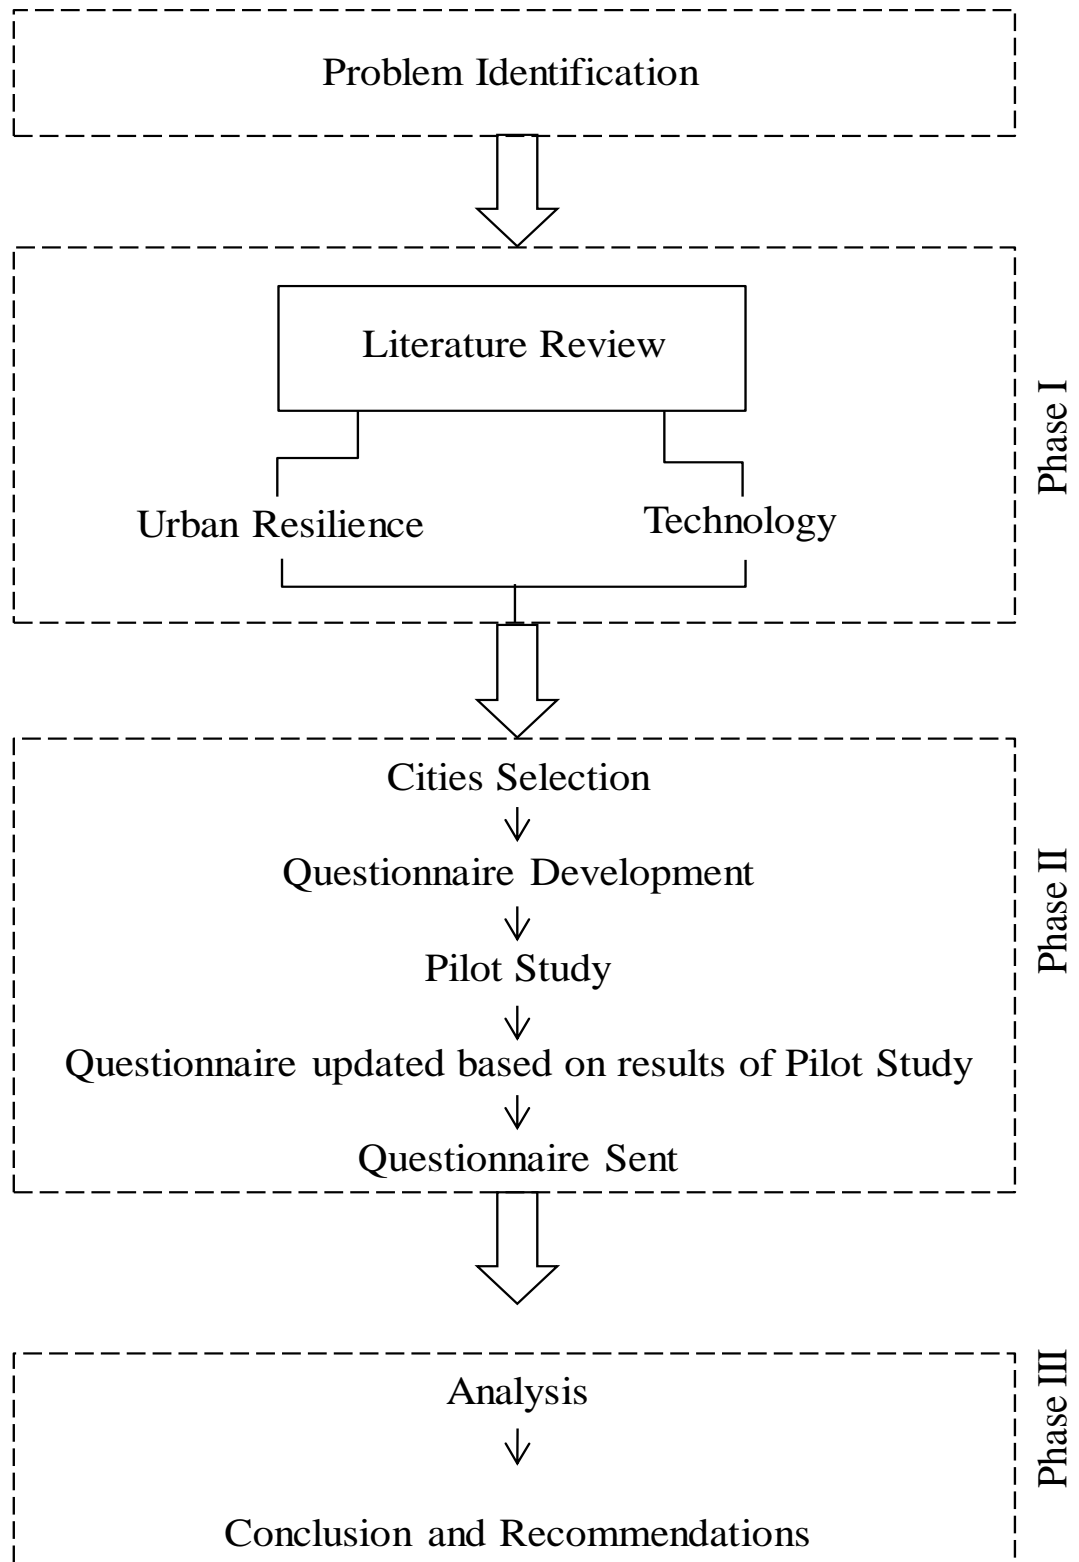 Problem Identification
Literature Review
Phase I
Urban Resilience
Technology
Cities Selection
Questionnaire Development
Phase II
Pilot Study
Questionnaire updated based on results of Pilot Study
Questionnaire Sent
Analysis
Phase III
Conclusion and Recommendations